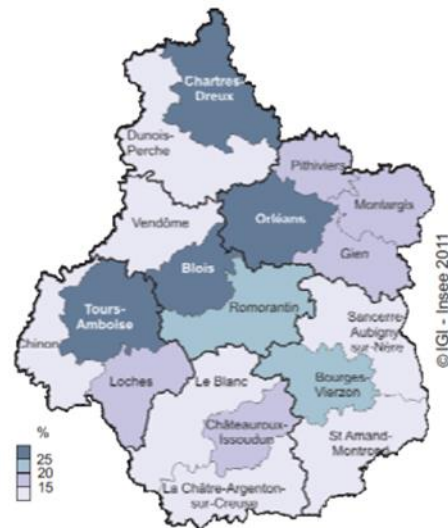 Chartres-
Dreux
Dunois-
Perche
Pithiviers
Montargis
Orléans
Vendôme
Gien
Blois
Romorantin
Tours-
Amboise
Sancerre-
Aubigny
-sur-Nère
Chinon
Loches
Le Blanc
Bourges-
Vierzon
Châteauroux-
Issoudun
St Amand-
Montrond
La Châtre-Argenton-
sur-Creuse
%
25
20
15
© IGI - Insee 2011